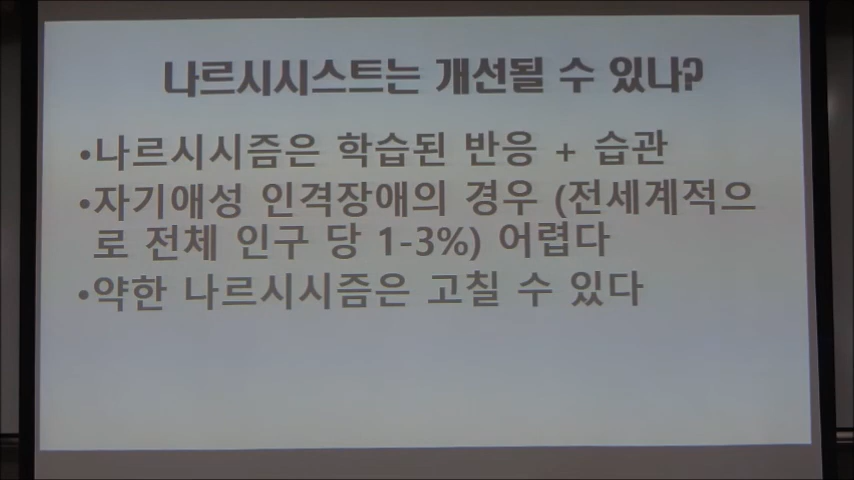 나르시시스트는 개선될 수 있나?
•나르시시즘은 학습된 반응 + 습관
•자기애성 인격장애의 경우 (전세계적으
로 전체 인구 당 1-3%) 어렵다
•약한 나르시시즘은 고칠 수 있다